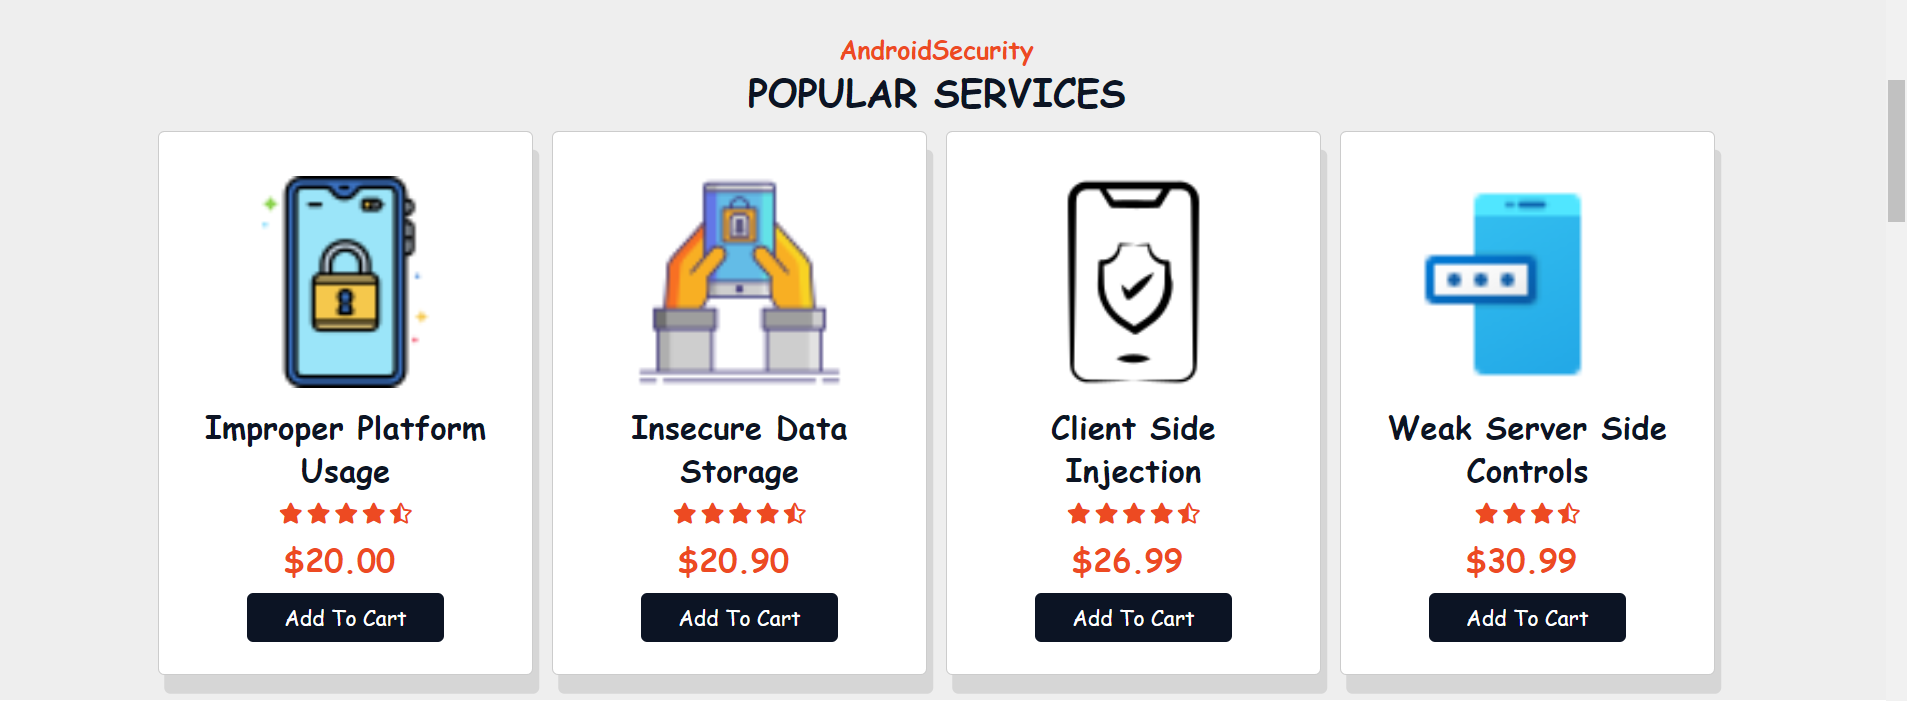 AndroidSecurity
POPULAR SERVICES
Improper Platform
Usage
$20.00
Add To Cart
Insecure Data
Storage
$20.90
Add To Cart
Client Side
Injection
$26.99
Add To Cart
Weak Server Side
Controls
$30.99
Add To Cart